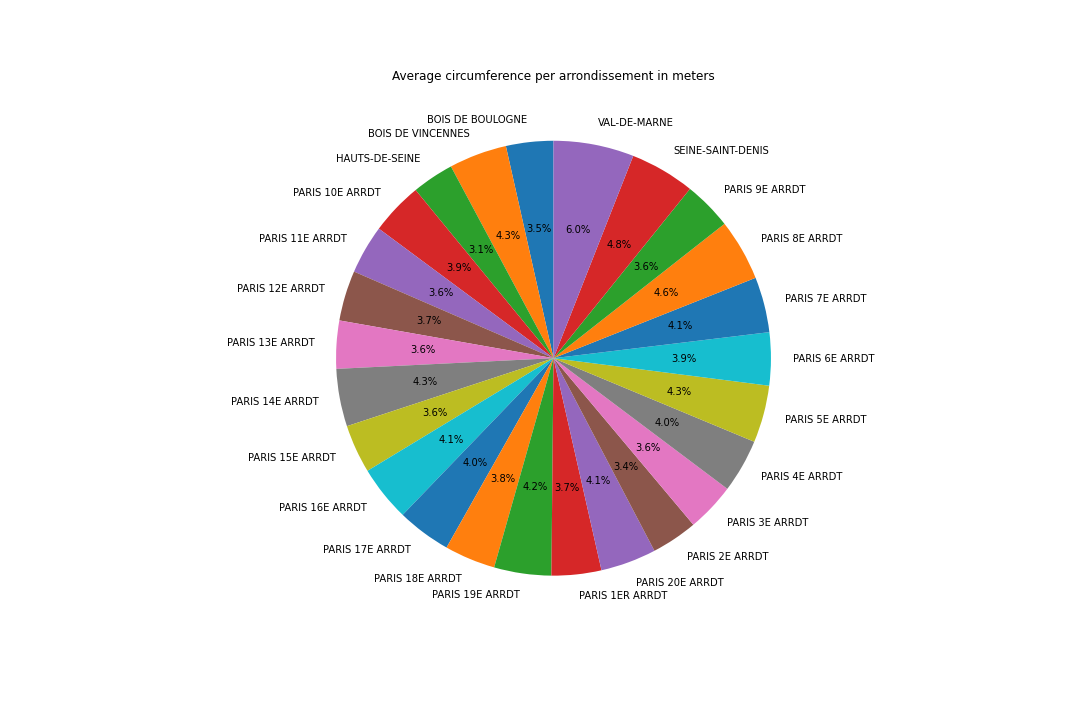 Average circumference per arrondissement in meters
BOIS DE BOULOGNE
3.5%
BOIS DE VINCENNES
4.3%
HAUTS-DE-SEINE
3.1%
PARIS 10E ARRDT
3.9%
PARIS 11E ARRDT
3.6%
PARIS 12E ARRDT
3.7%
PARIS 13E ARRDT
3.6%
PARIS 14E ARRDT
4.3%
PARIS 15E ARRDT
3.6%
PARIS 16E ARRDT
4.1%
PARIS 17E ARRDT
4.0%
PARIS 18E ARRDT
3.8%
PARIS 19E ARRDT
4.2%
PARIS 1ER ARRDT
3.7%
PARIS 20E ARRDT
4.1%
PARIS 2E ARRDT
3.4%
PARIS 3E ARRDT
3.6%
PARIS 4E ARRDT
4.0%
PARIS 5E ARRDT
4.3%
PARIS 6E ARRDT
3.9%
PARIS 7E ARRDT
4.1%
PARIS 8E ARRDT
4.6%
PARIS 9E ARRDT
3.6%
SEINE-SAINT-DENIS
4.8%
VAL-DE-MARNE
6.0%